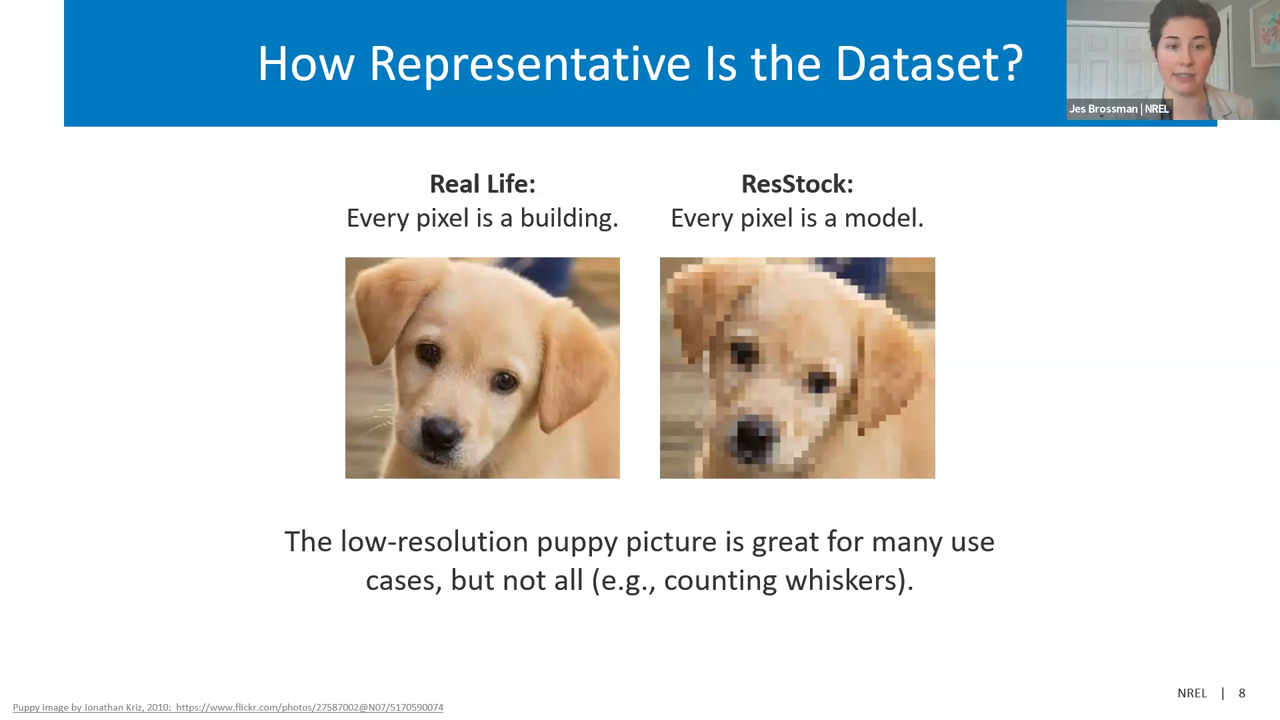 How Representative Is the Dataset?
Jes Brossman | NREL
Real Life:
Every pixel is a building.
ResStock:
Every pixel is a model.
The low-resolution puppy picture is great for many use
cases, but not all (e.g., counting whiskers).
NREL | 8
Puppy image by Jonathan Kriz, 2010: https://www.flickr.com/photos/27587002@N07/5170590074